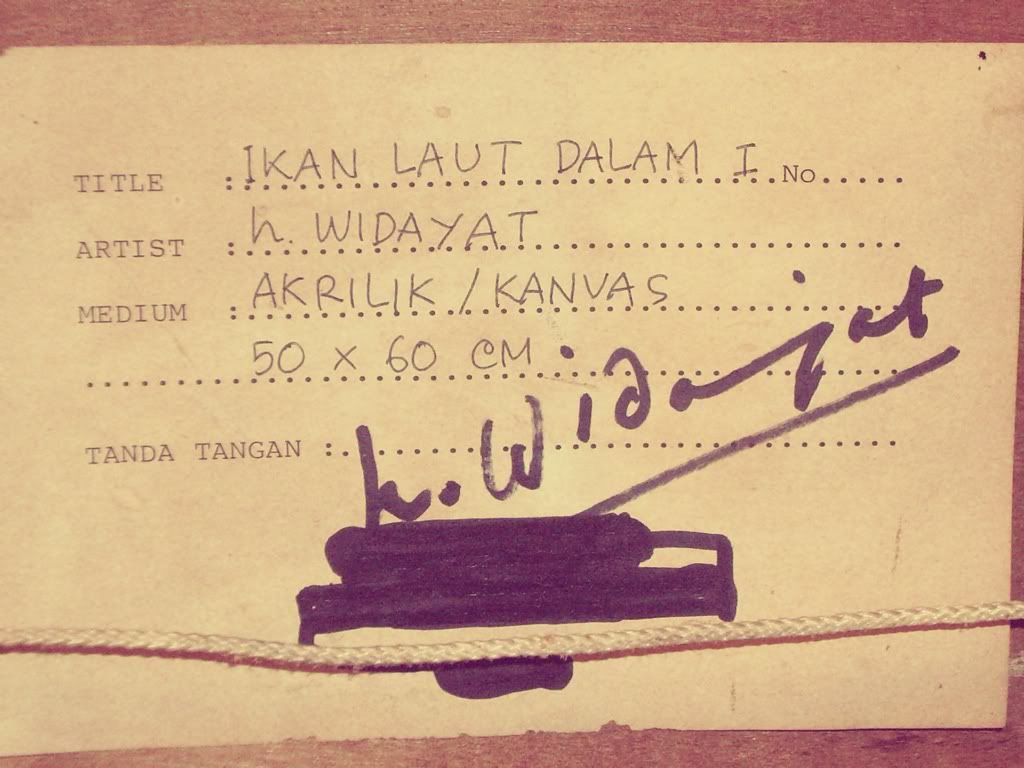 TITLE : IKAN LAUT DALAM I No
ARTIST : h. WIDAYAT
MEDIUM : AKRILIK / KANVAS
50 x 60 CM
TANDA TANGAN : h. Widayat